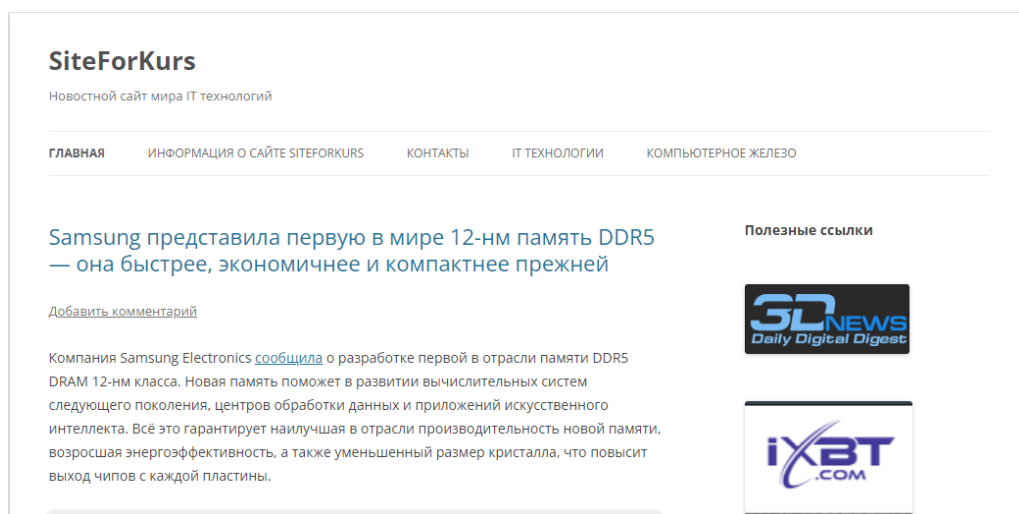 SiteForKurs
Новостной сайт мира IT технологий
ГЛАВНАЯ ИНФОРМАЦИЯ О САЙТЕ SITEFORKURS КОНТАКТЫ IT ТЕХНОЛОГИИ КОМПЬЮТЕРНОЕ ЖЕЛЕЗО
Samsung представила первую в мире 12-нм память DDR5
— она быстрее, экономичнее и компактнее прежней
Добавить комментарий
Компания Samsung Electronics сообщила о разработке первой в отрасли памяти DDR5
DRAM 12-нм класса. Новая память поможет в развитии вычислительных систем
следующего поколения, центров обработки данных и приложений искусственного
интеллекта. Всё это гарантирует наилучшая в отрасли производительность новой памяти,
возросшая энергоэффективность, а также уменьшенный размер кристалла, что повысит
выход чипов с каждой пластины.
Полезные ссылки
3DNEWS
Daily Digital Digest
iXBT
.COM